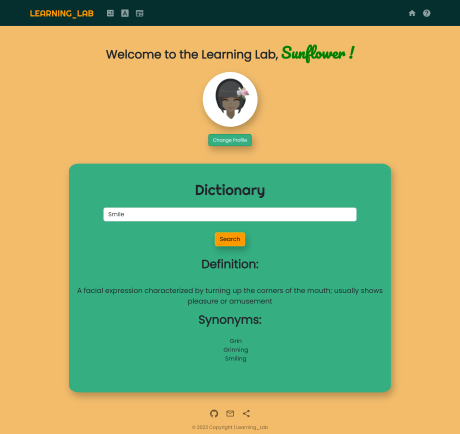 LEARNING_LAB
Welcome to the Learning Lab, Sunflower !
Change Profile
Dictionary
Smile
Search
Definition:
A facial expression characterized by turning up the corners of the mouth; usually shows
pleasure or amusement
Synonyms:
Grin
Grinning
Smiling
© 2023 Copyright | Learning_Lab